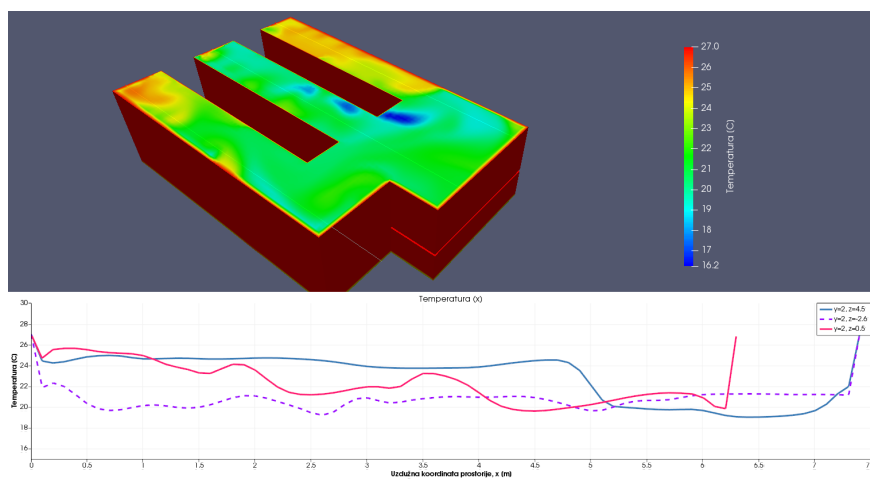 27.0
26
25
24
23
22
21
20
19
18
17
16.2
Temperatura (C)
Temperatura (x)
30
28
26
24
22
20
18
16
Temperatura (C)
y=2, z=4.5
y=2, z=-2.6
y=2, z=0.5
0 0.5 1 1.5 2 2.5 3 3.5 4 4.5 5 5.5 6 6.5 7 7
Uzdužna koordinata prostorije, x (m)